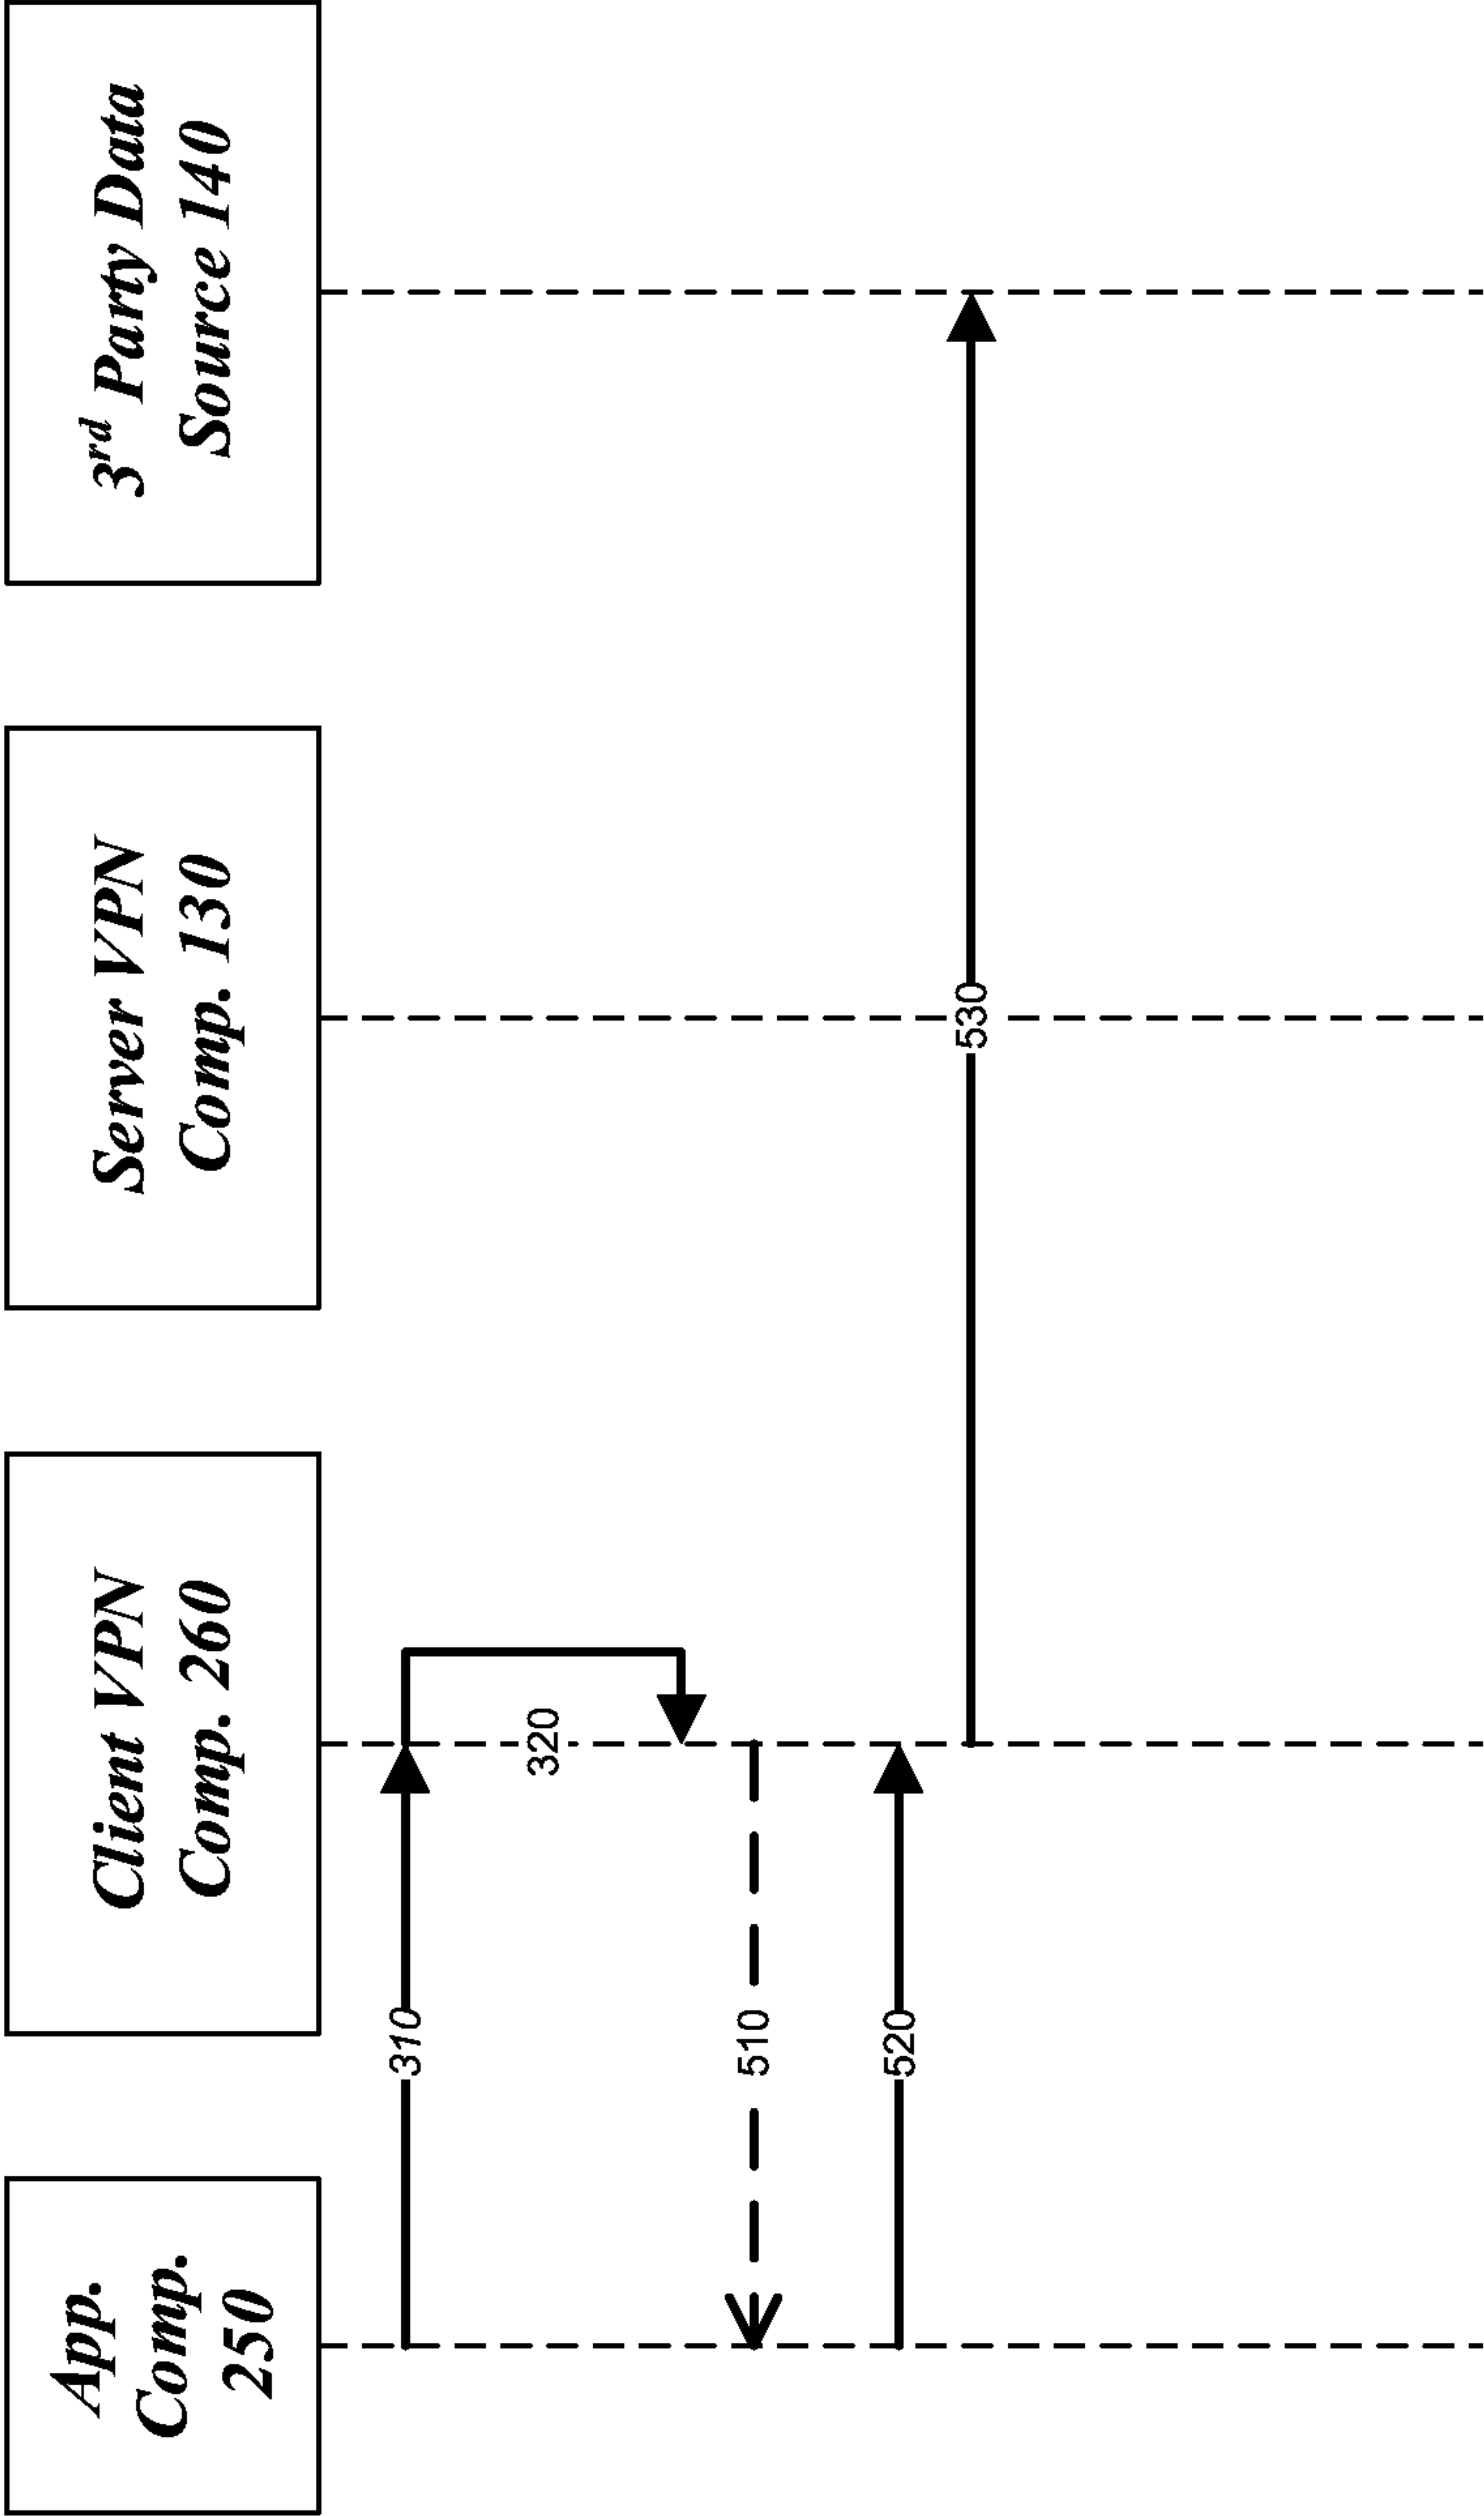 App.
Comp.
250
Client VPN
Comp. 260
Server VPN
Comp. 130
3rd Party Data
Source 140
310
320
510
520
530